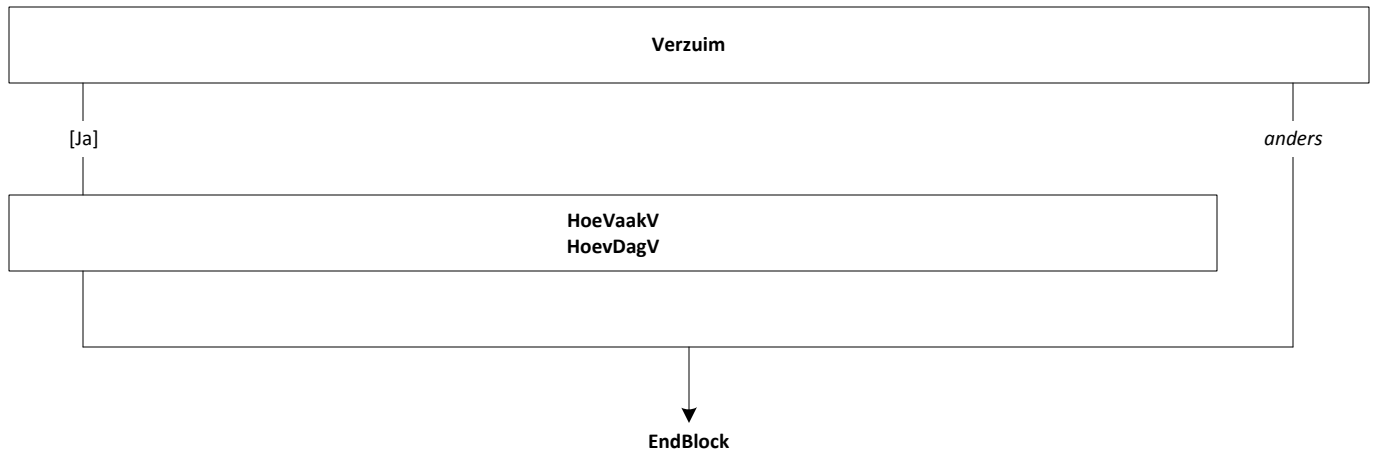 Verzuim
[Ja]
anders
HoeVaakV
HoevDagV
EndBlock